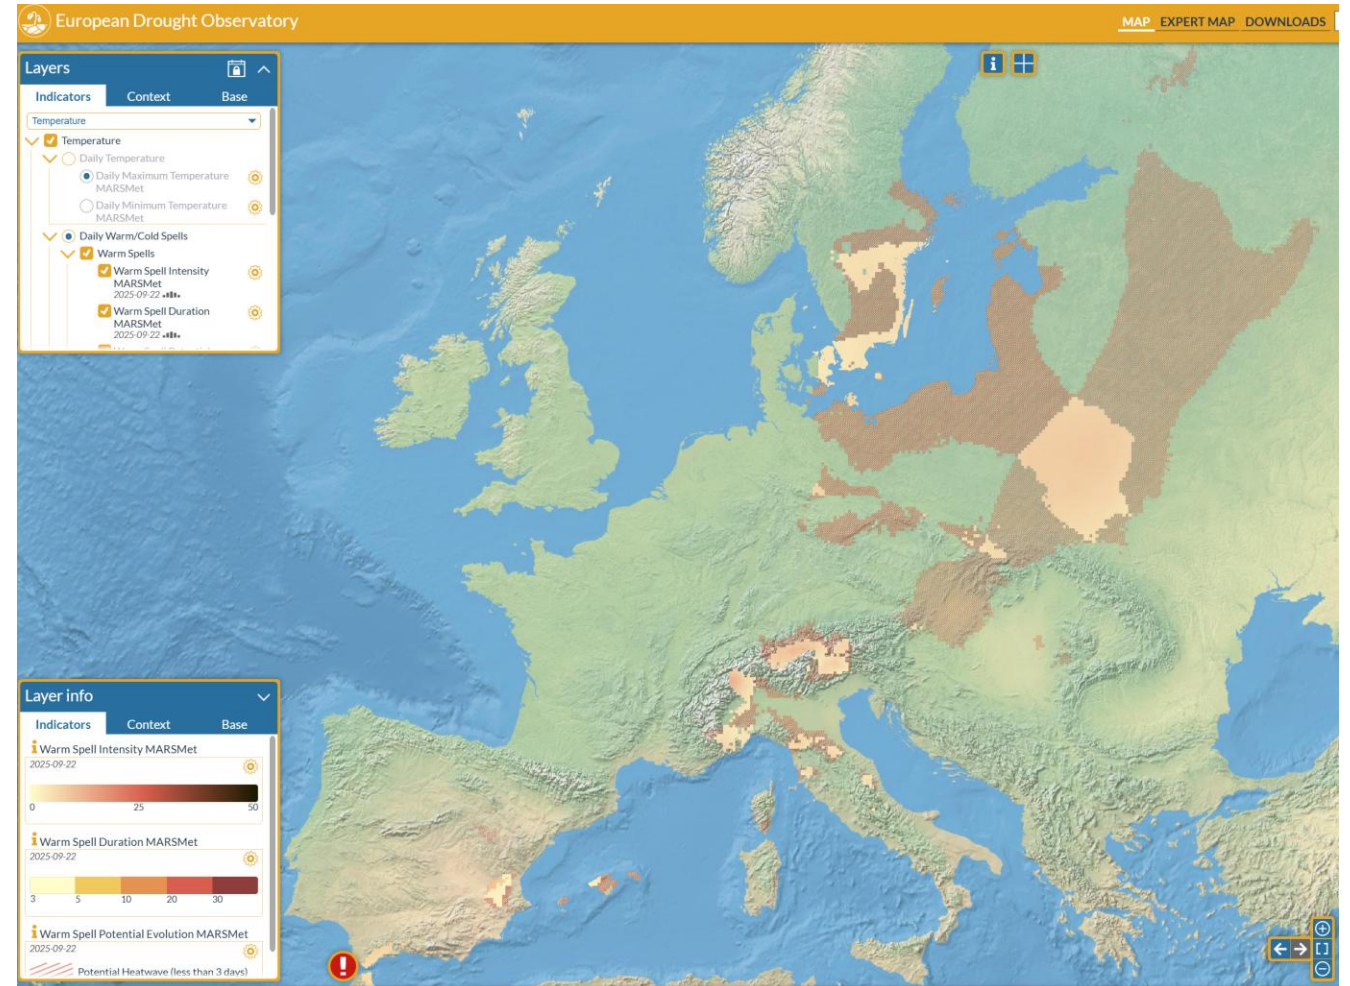 European Drought Observatory
MAP EXPERT MAP DOWNLOADS
Layers
Indicators Context Base
Temperature
Temperature
Daily Temperature
Daily Maximum Temperature
MARSMet
Daily Minimum Temperature
MARSMet
Daily Warm/Cold Spells
Warm Spells
Warm Spell Intensity
MARSMet
2025-09-22
Warm Spell Duration
MARSMet
2025-09-22
Layer info
Indicators Context Base
Warm Spell Intensity MARSMet
2025-09-22
0 25 50
Warm Spell Duration MARSMet
2025-09-22
3 5 10 20 30
Warm Spell Potential Evolution MARSMet
2025-09-22
Potential Heatwave (less than 3 days)